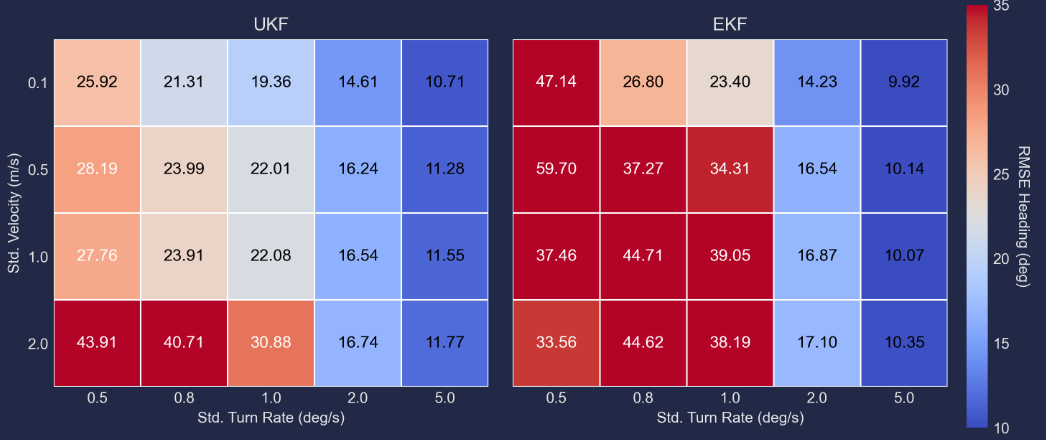 UKF
EKF
35
0.1 25.92 21.31 19.36 14.61 10.71
47.14 26.80 23.40 14.23 9.92
30
0.5 28.19 23.99 22.01 16.24 11.28
59.70 37.27 34.31 16.54 10.14
25
1.0 27.76 23.91 22.08 16.54 11.55
37.46 44.71 39.05 16.87 10.07
20
2.0 43.91 40.71 30.88 16.74 11.77
33.56 44.62 38.19 17.10 10.35
15
10
0.5 0.8 1.0 2.0 5.0
0.5 0.8 1.0 2.0 5.0
Std. Turn Rate (deg/s)
Std. Turn Rate (deg/s)
Std. Velocity (m/s)
RMSE Heading (deg)